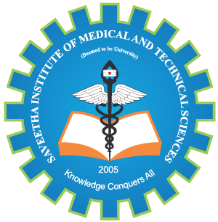 SAVEETHA INSTITUTE OF MEDICAL AND TECHNICAL SCIENCES
(Deemed to be University)
2005
Knowledge Conquers All